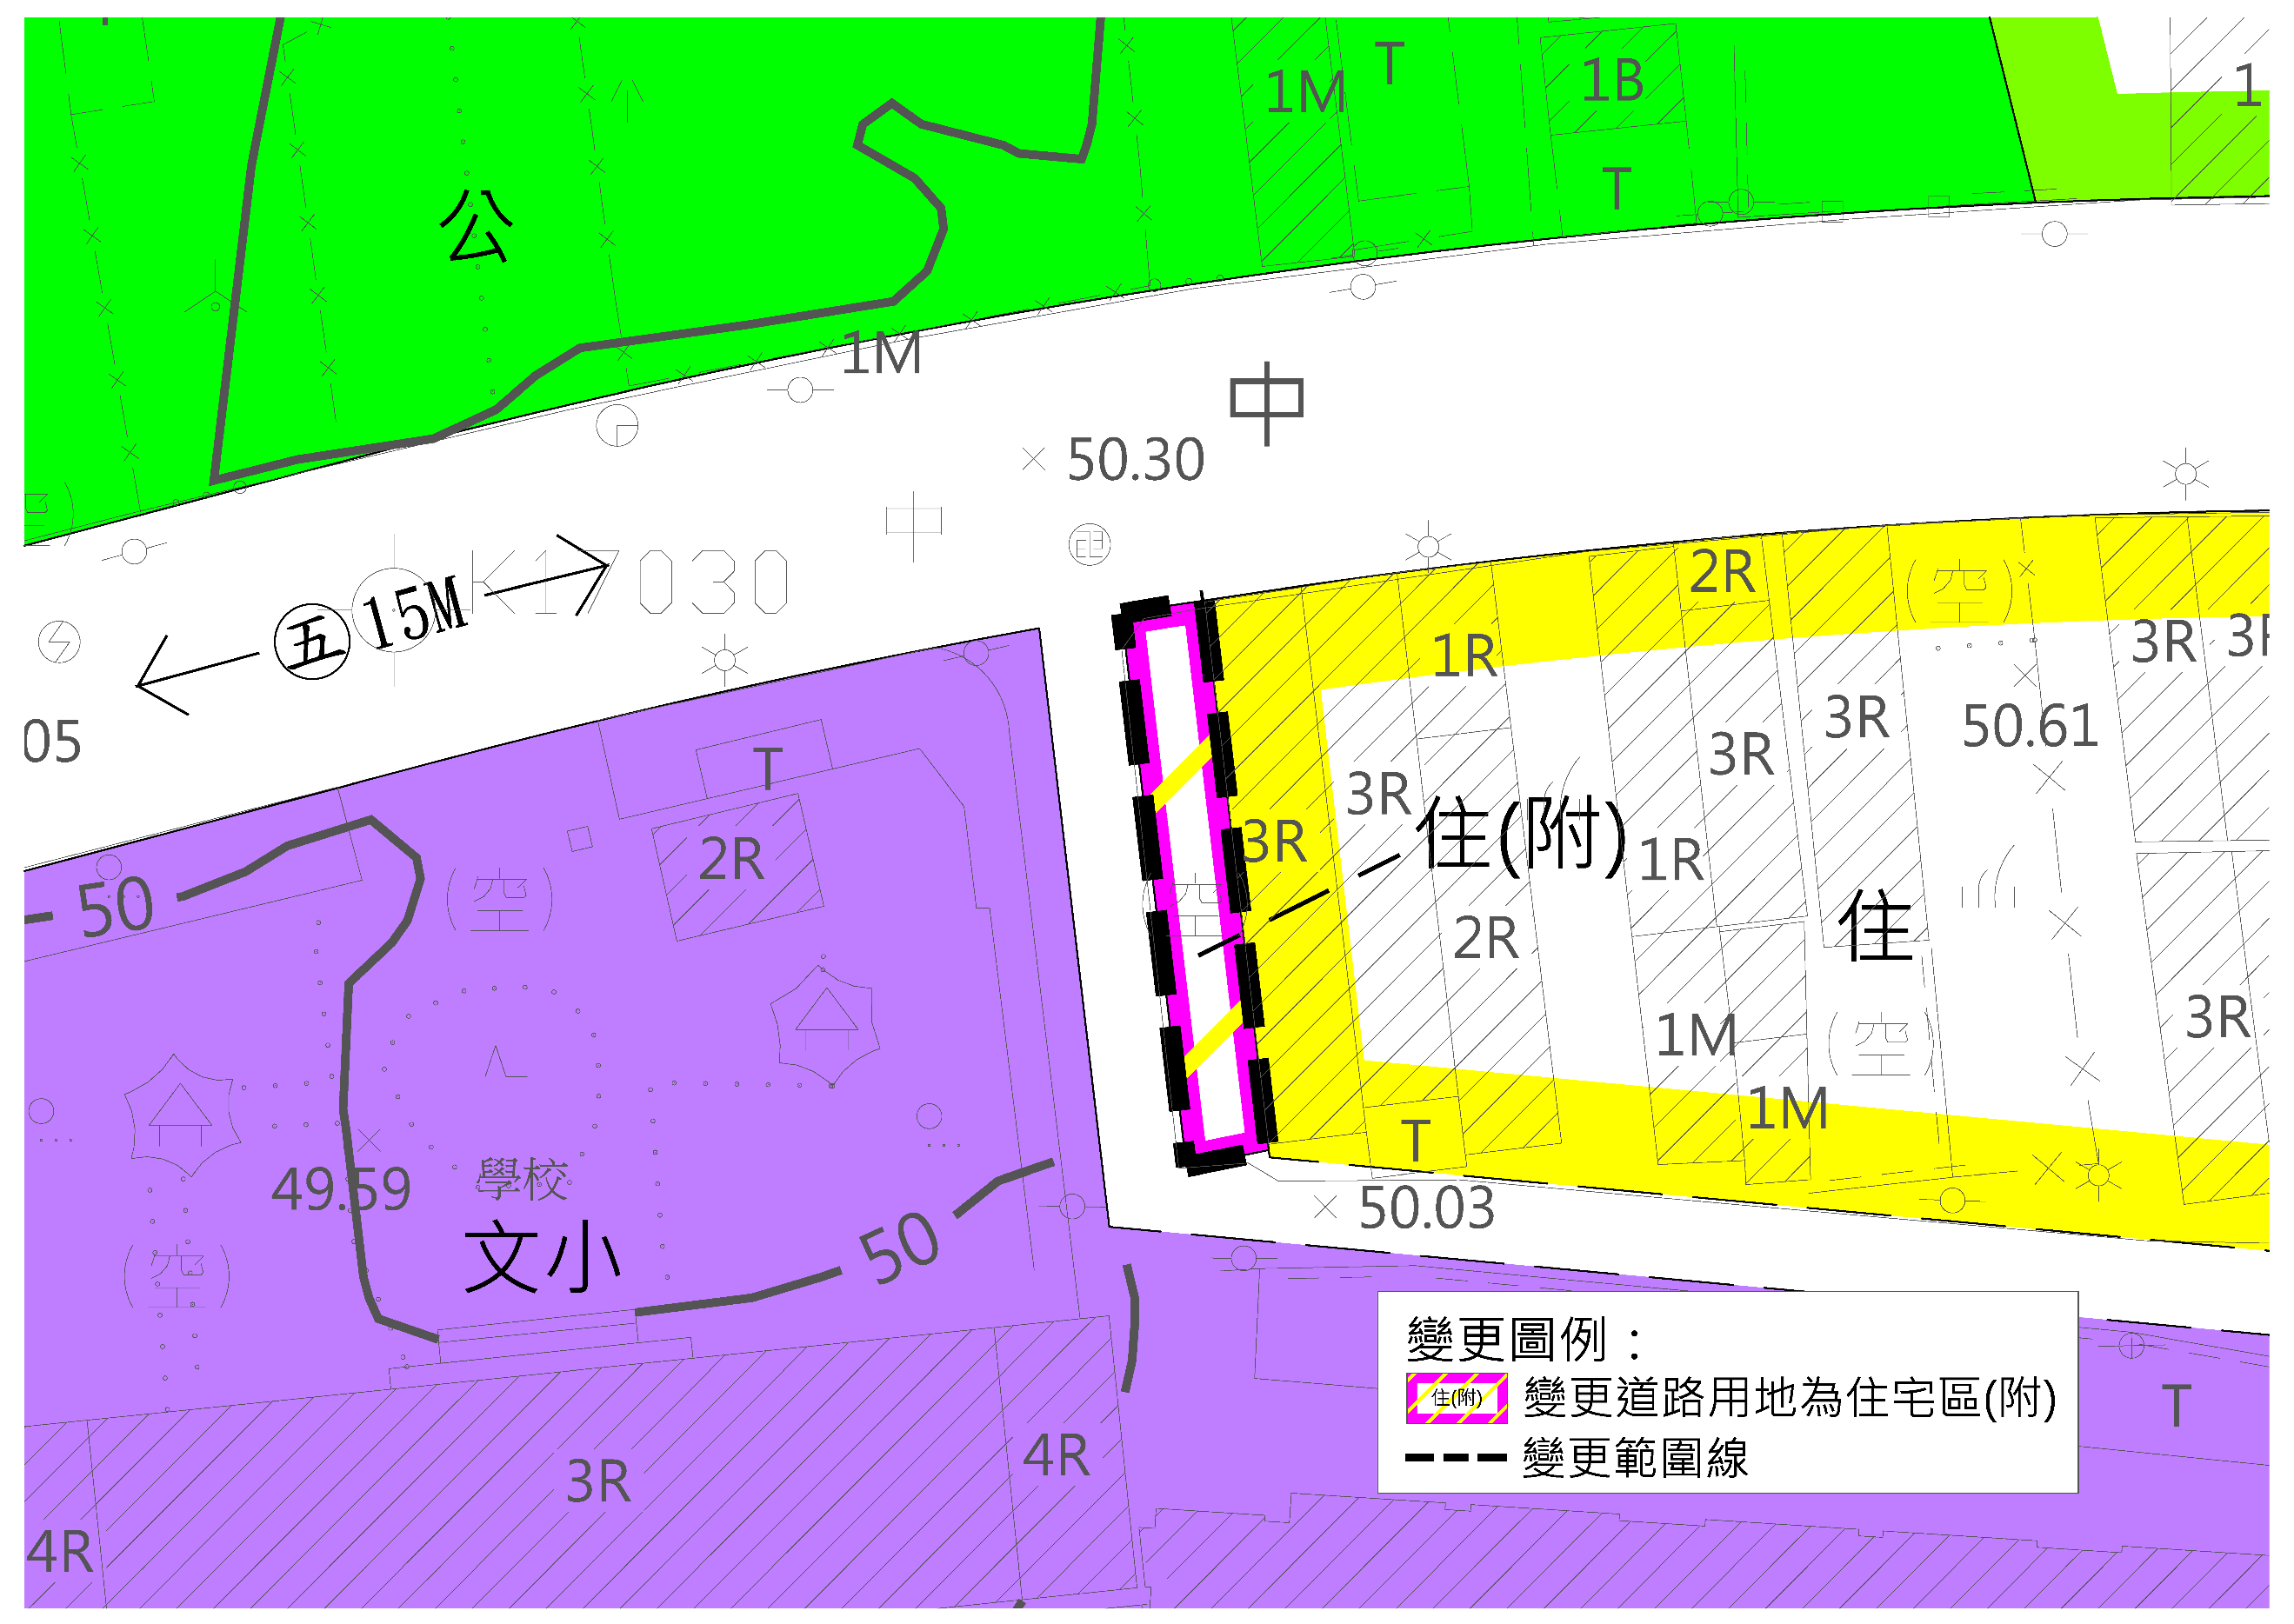 1M
T
1B
T
1
公
1M
中
50.30
中
K17030
五 15M
05
(空)
2R
1R
3R
3R
50.61
3R
3R
3R
3R
住(附)
1R
住
2R
(空)
T
2R
50
(空)
3R
1M
(空)
1M
T
49.59
學校
50.03
文小
50
(空)
變更圖例：
住(附) 變更道路用地為住宅區(附)
變更範圍線
T
4R
3R
4R